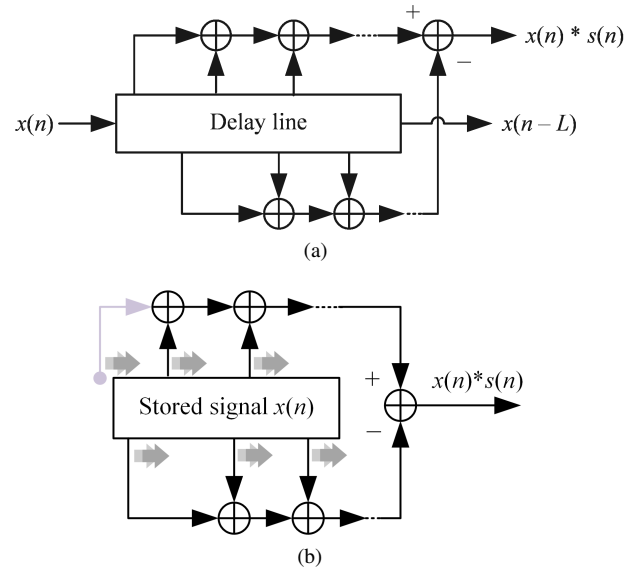 +
x(n) * s(n)
−
x(n)
Delay line
x(n – L)
(a)
+
x(n)*s(n)
Stored signal x(n)
−
(b)